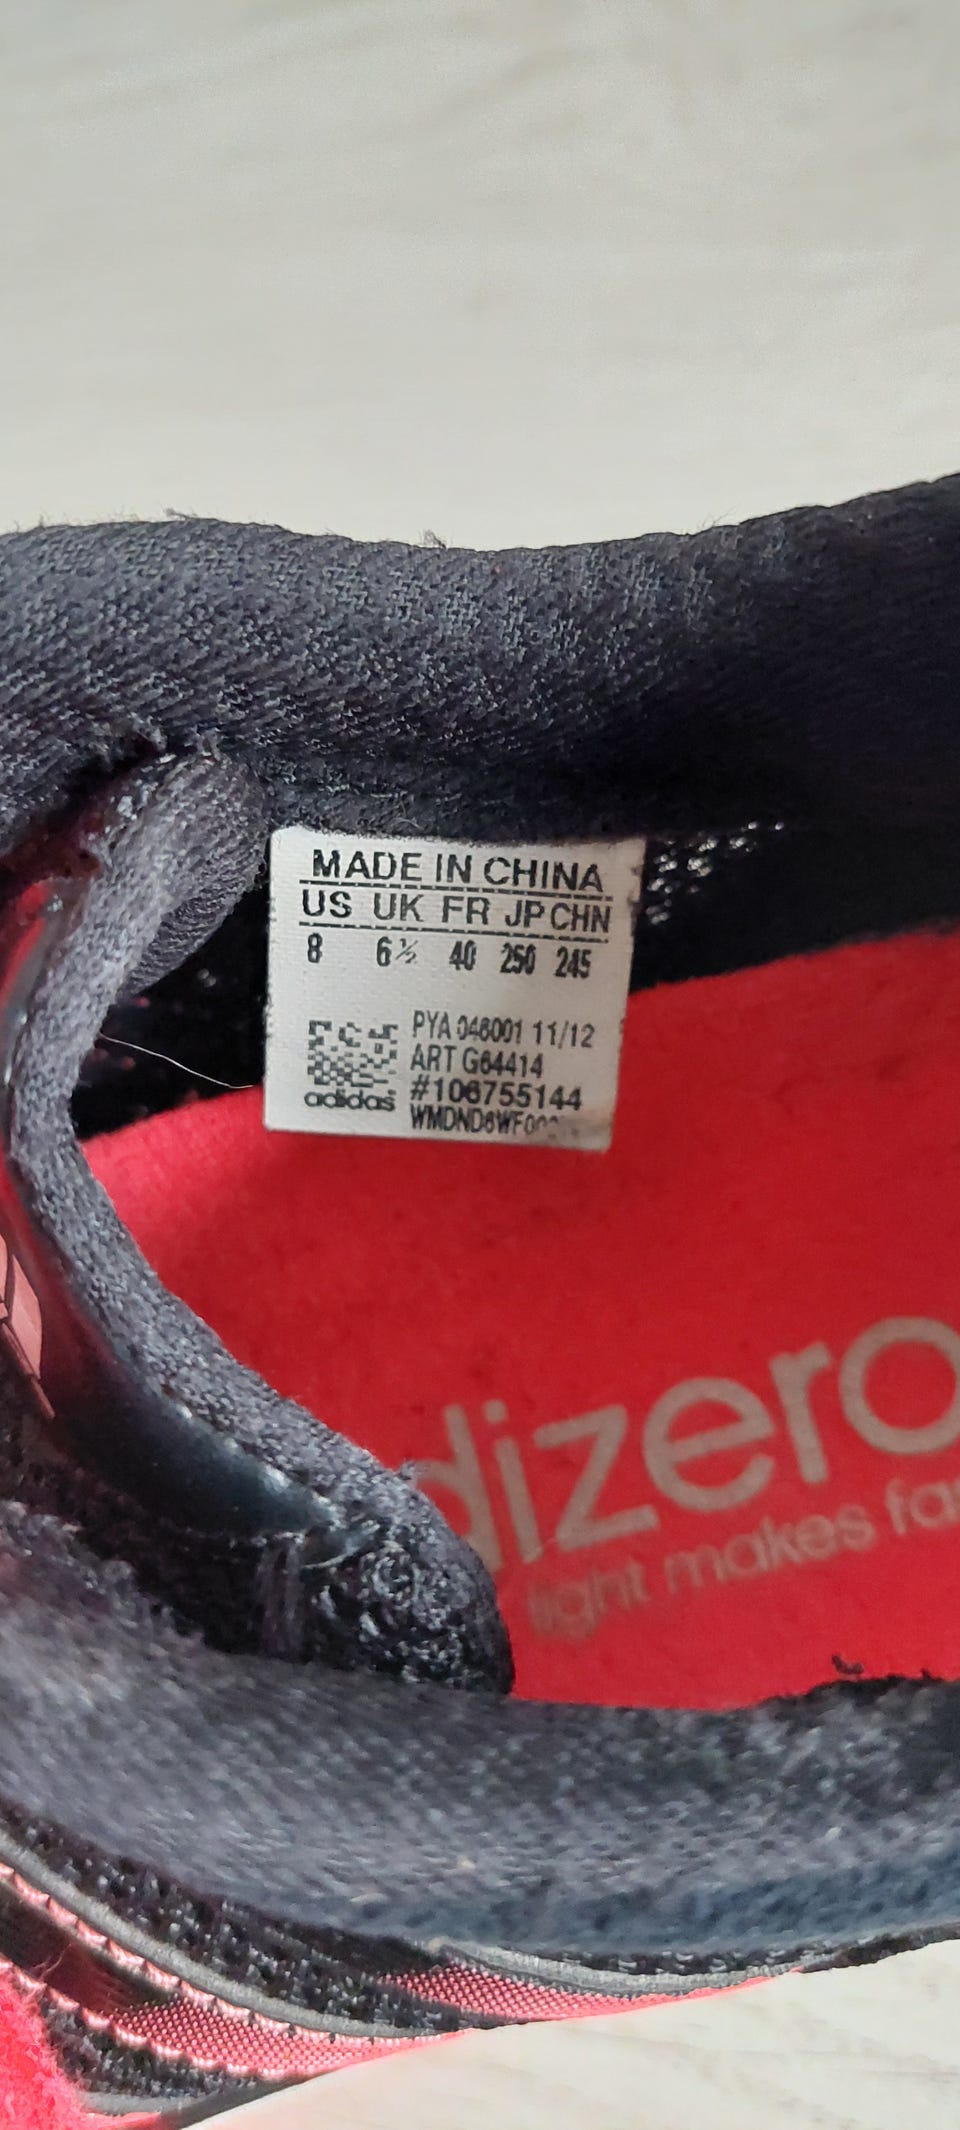 MADE IN CHINA
US UK FR JP CHN
8 6½ 40 250 245
PYA 046001 11/12
ART G64414
#106755144
adidas
dizero
light makes